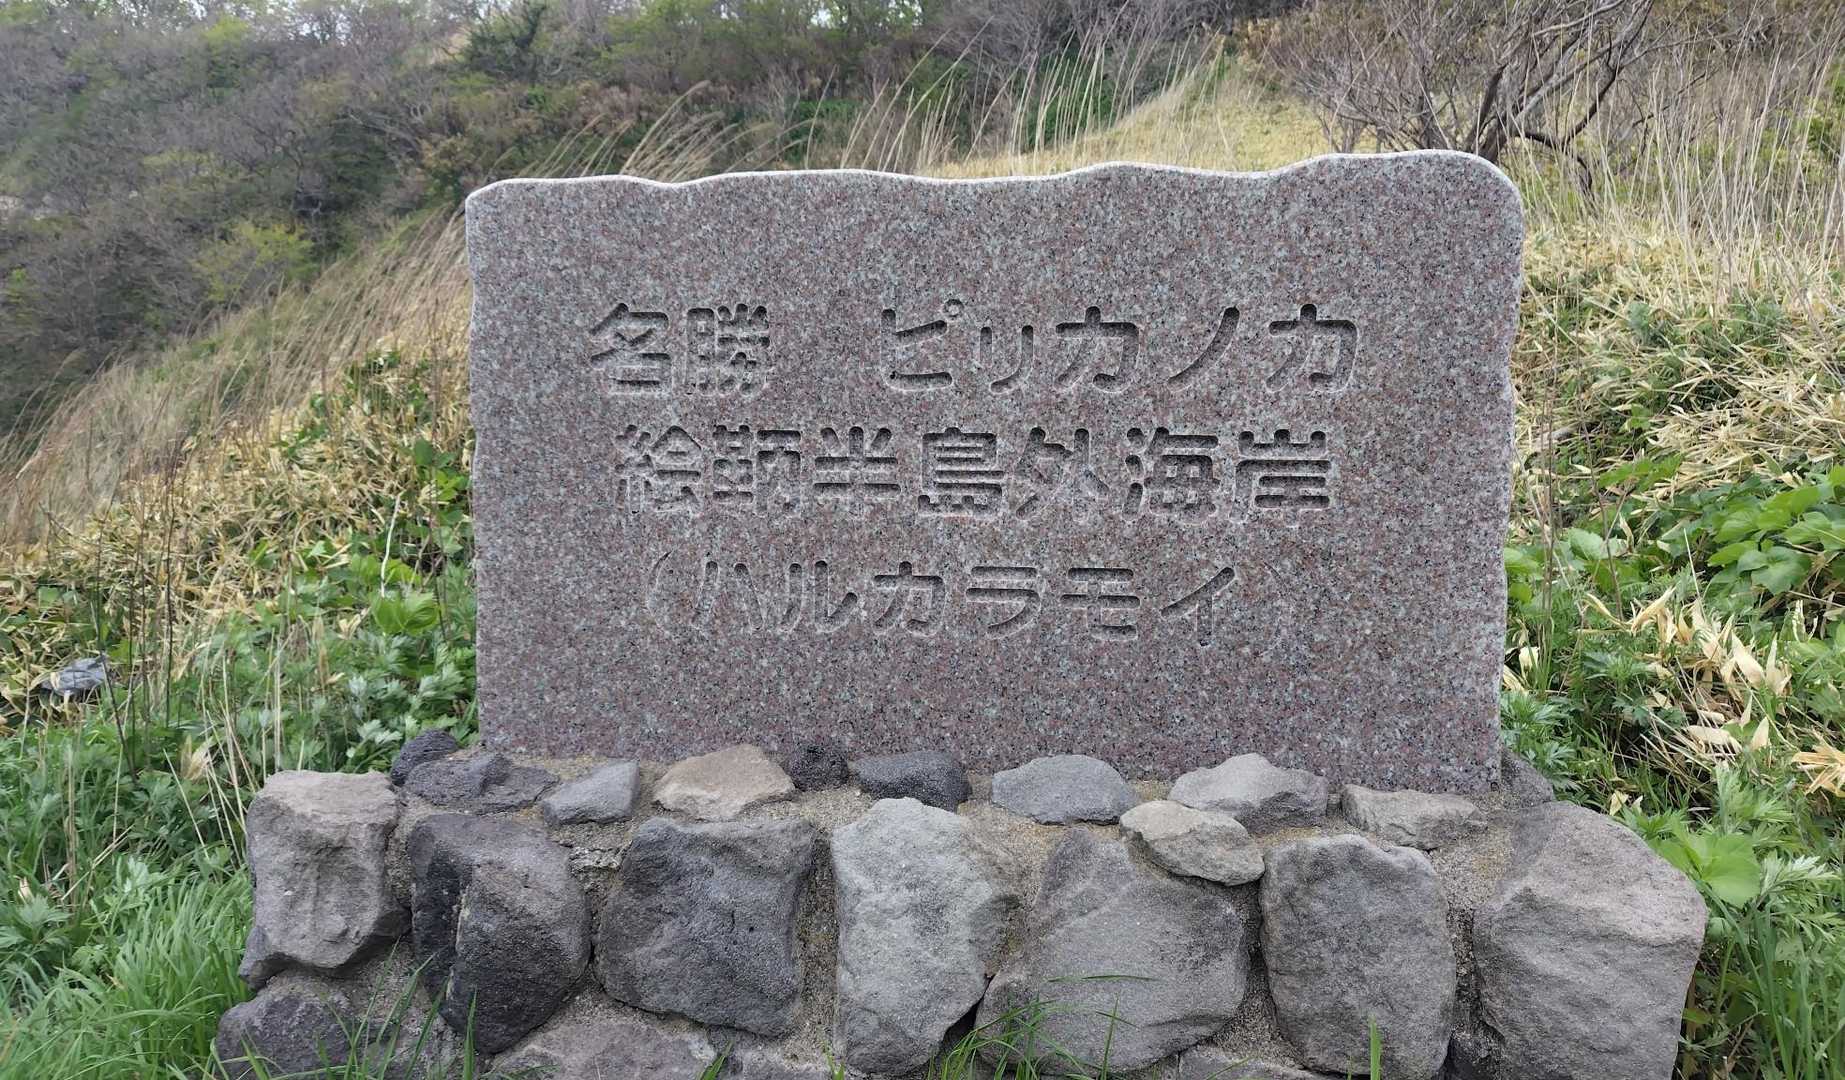 名勝　ピリカノカ
絵鞆半島外海岸
（ハルカラモイ）